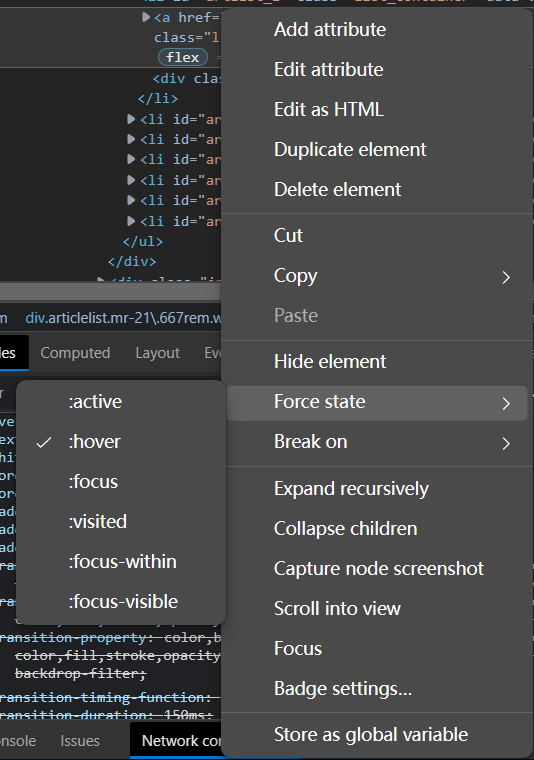 <a href=
class="l
flex
<div clas
</li>
<li id="ar
<li id="ar
<li id="ar
<li id="ar
<li id="ar
<li id="ar
</ul>
</div>
<div class="in
m
div.articlelist.mr-21\.667rem.w
les
Computed
Layout
Ev
Add attribute
Edit attribute
Edit as HTML
Duplicate element
Delete element
Cut
Copy
Paste
Hide element
Force state
Break on
Expand recursively
Collapse children
Capture node screenshot
Scroll into view
Focus
Badge settings...
Store as global variable
:active
:hover
:focus
:visited
:focus-within
:focus-visible
ransition-property: color,b
color,fill,stroke,opacity
backdrop-filter;
ransition-timing-function:
ransition-duration: 150ms;
onsole
Issues
Network con